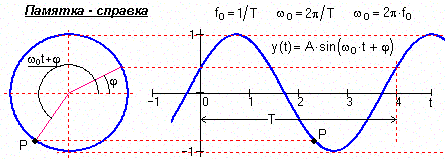 Памятка - справка
f₀ = 1/T ω₀ = 2π/T ω₀ = 2π·f₀
y(t) = A·sin(ω₀·t + φ)
ω₀t+φ
φ
P
1
−1 0 1 2 3 4 t
T
P
−1